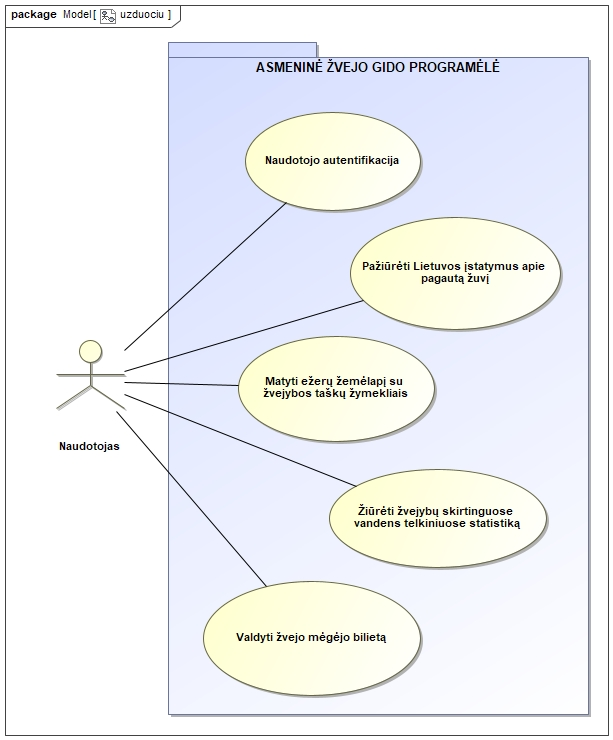 package Model [ uzduociu ]
ASMENINĖ ŽVEJO GIDO PROGRAMĖLĖ
Naudotojo autentifikacija
Pažiūrėti Lietuvos įstatymus apie
pagautą žuvį
Matyti ežerų žemėlapį su
žvejybos taškų žymekliais
Naudotojas
Žiūrėti žvejybų skirtinguose
vandens telkiniuose statistiką
Valdyti žvejo mėgėjo bilietą